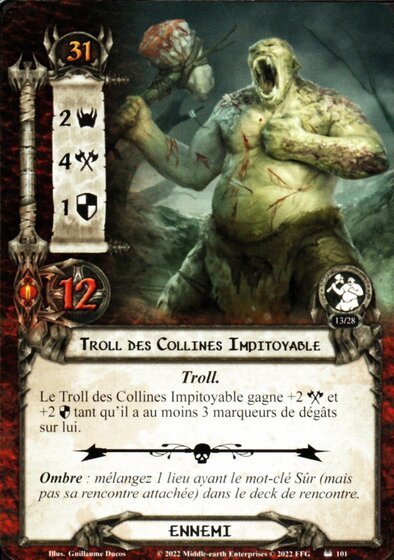 31
2
4
1
12
13/28
Troll des Collines Impitoyable
Troll.
Le Troll des Collines Impitoyable gagne +2 et
+2 tant qu'il a au moins 3 marqueurs de dégâts
sur lui.
Ombre : mélangez 1 lieu ayant le mot-clé Sûr (mais
pas sa rencontre attachée) dans le deck de rencontre.
ENNEMI
Illus. Guillaume Ducos © 2022 Middle-earth Enterprises © 2022 FFG 101